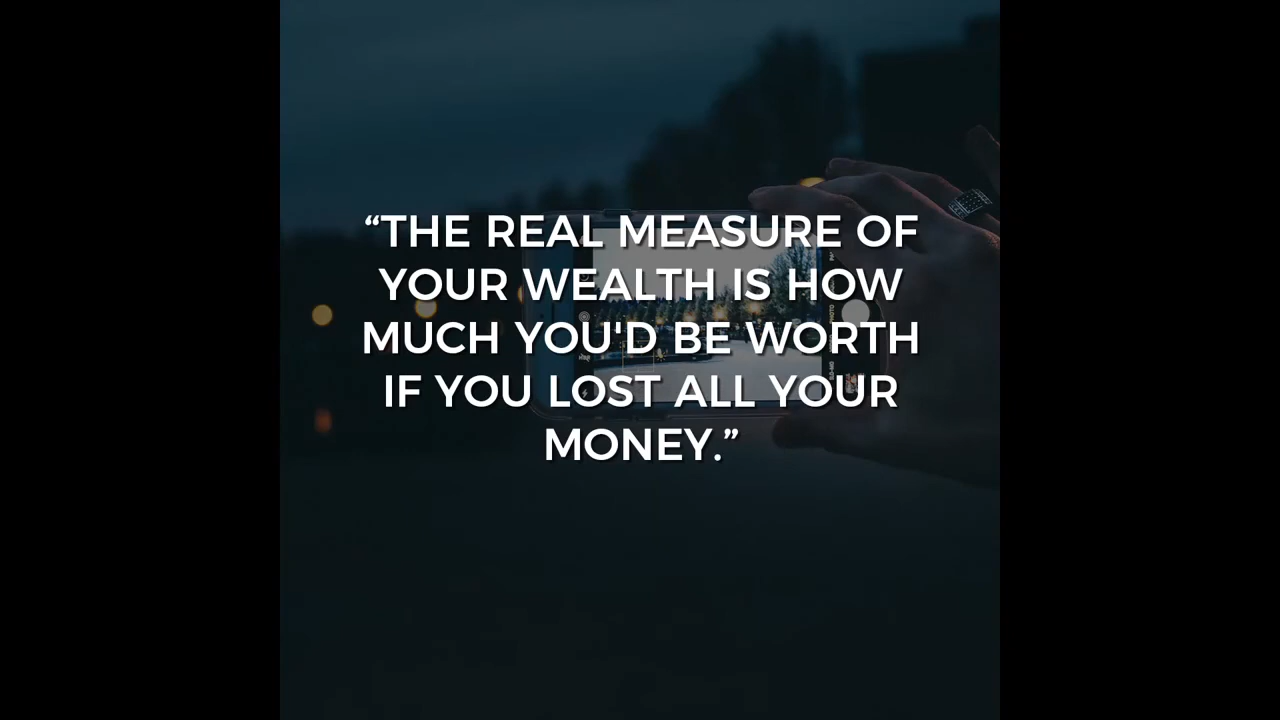 “THE REAL MEASURE OF
YOUR WEALTH IS HOW
MUCH YOU'D BE WORTH
IF YOU LOST ALL YOUR
MONEY.”